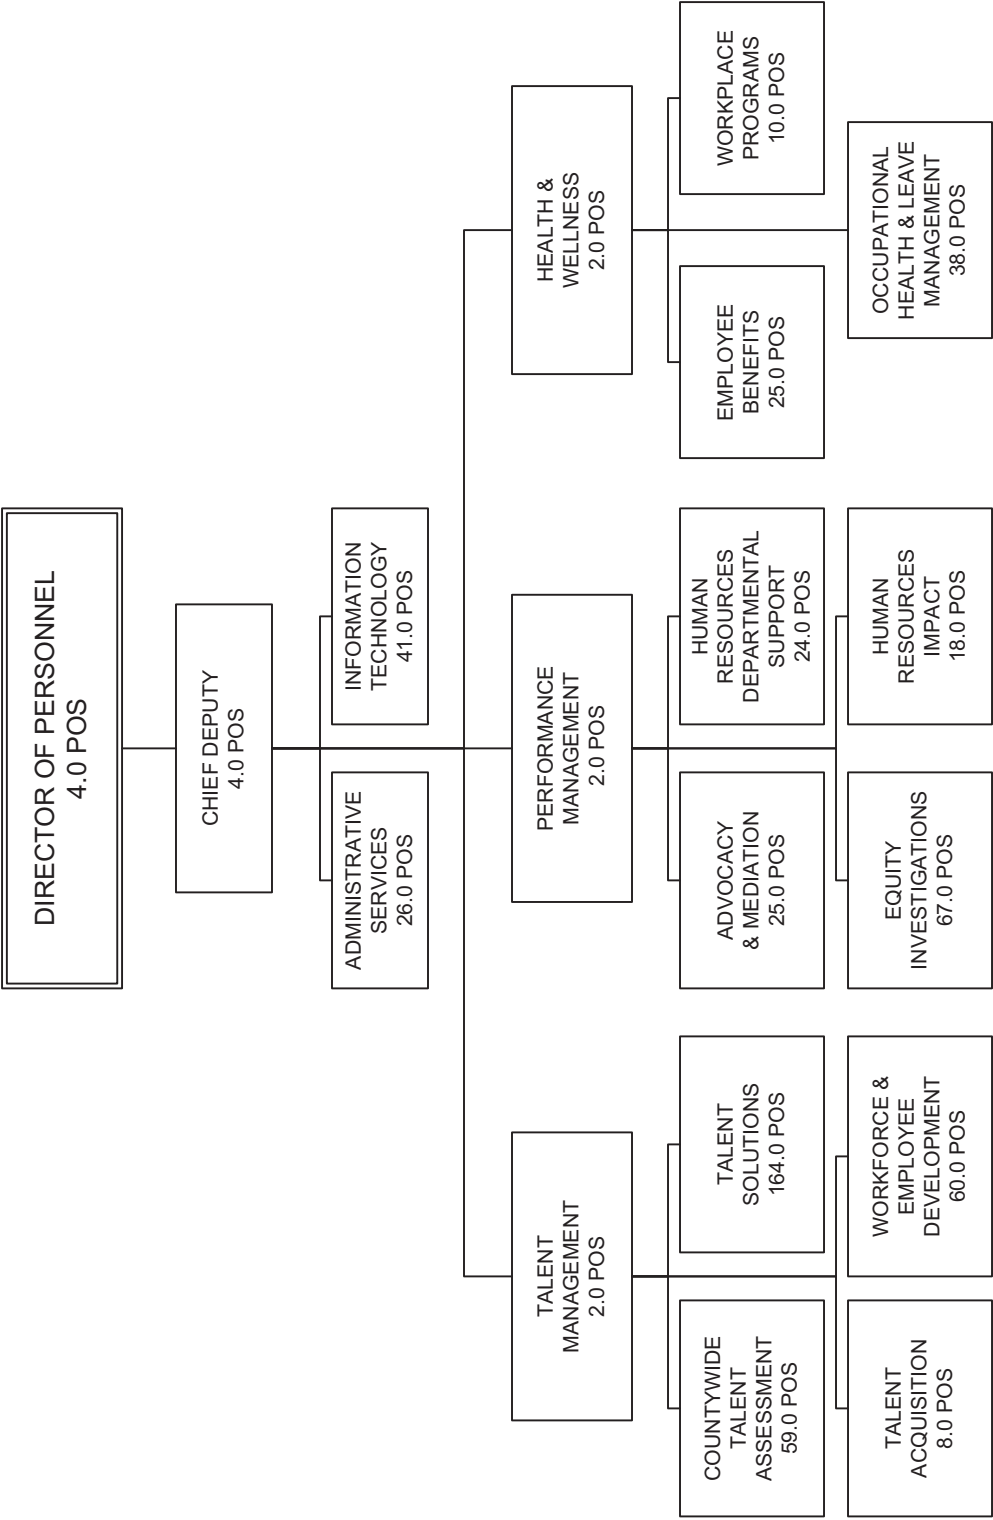 DIRECTOR OF PERSONNEL
4.0 POS
CHIEF DEPUTY
4.0 POS
ADMINISTRATIVE
SERVICES
26.0 POS
INFORMATION
TECHNOLOGY
41.0 POS
TALENT
MANAGEMENT
2.0 POS
PERFORMANCE
MANAGEMENT
2.0 POS
HEALTH &
WELLNESS
2.0 POS
COUNTYWIDE
TALENT
ASSESSMENT
59.0 POS
TALENT
SOLUTIONS
164.0 POS
ADVOCACY
& MEDIATION
25.0 POS
HUMAN
RESOURCES
DEPARTMENTAL
SUPPORT
24.0 POS
EMPLOYEE
BENEFITS
25.0 POS
WORKPLACE
PROGRAMS
10.0 POS
TALENT
ACQUISITION
8.0 POS
WORKFORCE &
EMPLOYEE
DEVELOPMENT
60.0 POS
EQUITY
INVESTIGATIONS
67.0 POS
HUMAN
RESOURCES
IMPACT
18.0 POS
OCCUPATIONAL
HEALTH & LEAVE
MANAGEMENT
38.0 POS